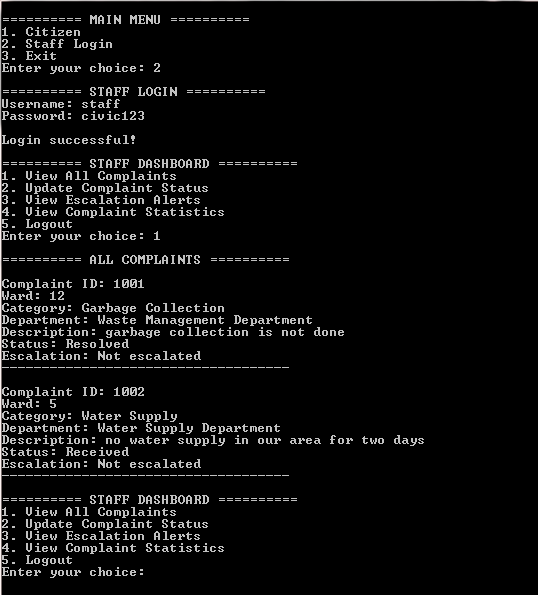 ========== MAIN MENU ==========
1. Citizen
2. Staff Login
3. Exit
Enter your choice: 2
========== STAFF LOGIN ==========
Username: staff
Password: civic123
Login successful!
========== STAFF DASHBOARD ==========
1. View All Complaints
2. Update Complaint Status
3. View Escalation Alerts
4. View Complaint Statistics
5. Logout
Enter your choice: 1
========== ALL COMPLAINTS ==========
Complaint ID: 1001
Ward: 12
Category: Garbage Collection
Department: Waste Management Department
Description: garbage collection is not done
Status: Resolved
Escalation: Not escalated
------------------------------------
Complaint ID: 1002
Ward: 5
Category: Water Supply
Department: Water Supply Department
Description: no water supply in our area for two days
Status: Received
Escalation: Not escalated
------------------------------------
========== STAFF DASHBOARD ==========
1. View All Complaints
2. Update Complaint Status
3. View Escalation Alerts
4. View Complaint Statistics
5. Logout
Enter your choice: